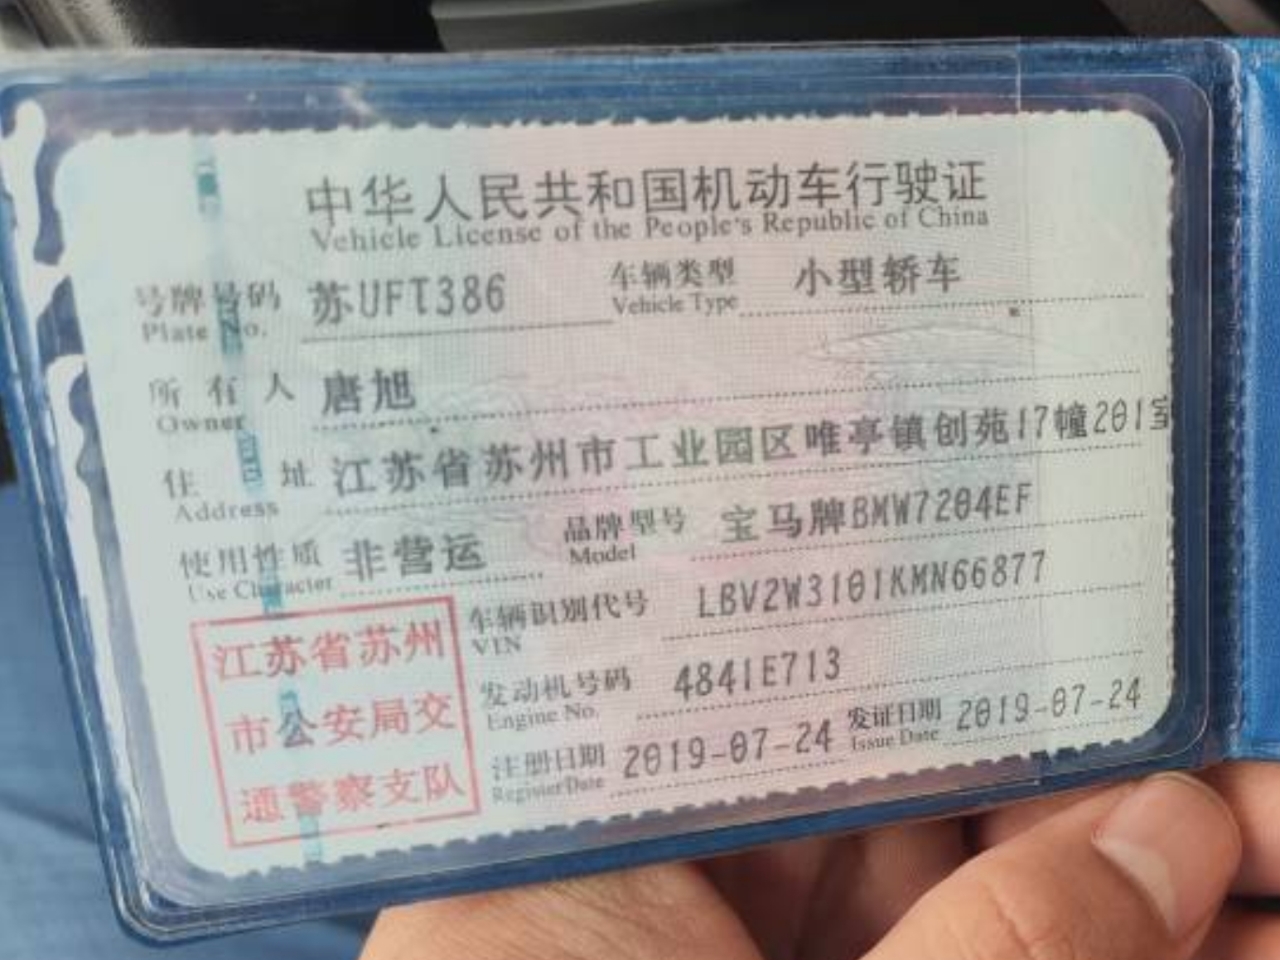 中华人民共和国机动车行驶证
Vehicle License of the People's Republic of China
号牌号码 苏UFT386 车辆类型 小型轿车
Plate No. Vehicle Type
所有人 唐旭
Owner
住址 江苏省苏州市工业园区唯亭镇创苑17幢201室
Address
使用性质 非营运 品牌型号 宝马牌BMW7204EF
Use Character Model
车辆识别代号 LBV2W3101KMN66877
VIN
发动机号码 4841E713
Engine No.
注册日期 2019-07-24 发证日期 2019-07-24
Register Date Issue Date
江苏省苏州
市公安局交
通警察支队